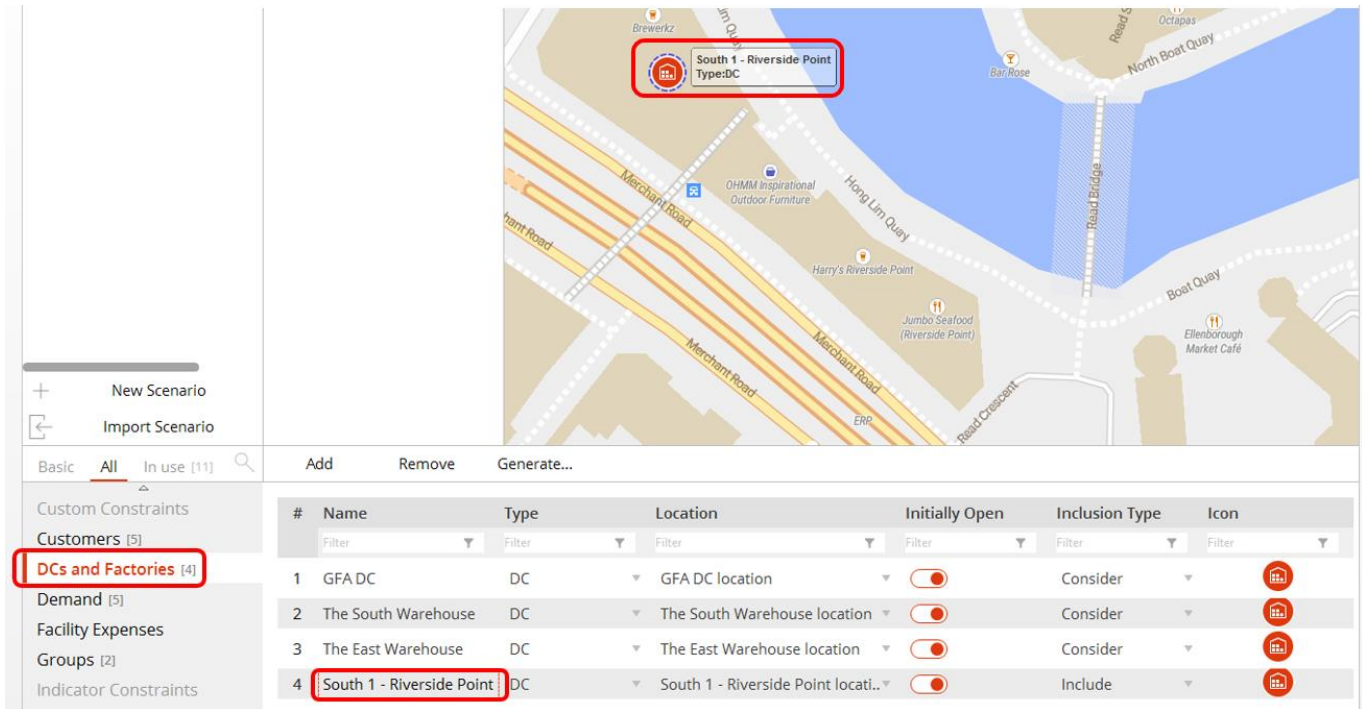 Brewerkz
m Quay
Read S
Octapas
North Boat Quay
South 1 - Riverside Point
Type:DC
Bar Rose
Merchant Road
OHMM Inspirational
Outdoor Furniture
Hong Lim Quay
Read Bridge
hant Road
Harry's Riverside Point
Boat Quay
Jumbo Seafood
(Riverside Point)
Ellenborough
Market Café
Merchant Road
Merchant Road
ERP
Read Crescent
New Scenario
Import Scenario
Basic All In use [11]
Add Remove Generate...
Custom Constraints
Customers [5]
DCs and Factories [4]
Demand [5]
Facility Expenses
Groups [2]
Indicator Constraints
# Name Type Location Initially Open Inclusion Type Icon
Filter Filter Filter Filter Filter Filter
1 GFA DC DC GFA DC location Consider
2 The South Warehouse DC The South Warehouse location Consider
3 The East Warehouse DC The East Warehouse location Consider
4 South 1 - Riverside Point DC South 1 - Riverside Point locati.. Include